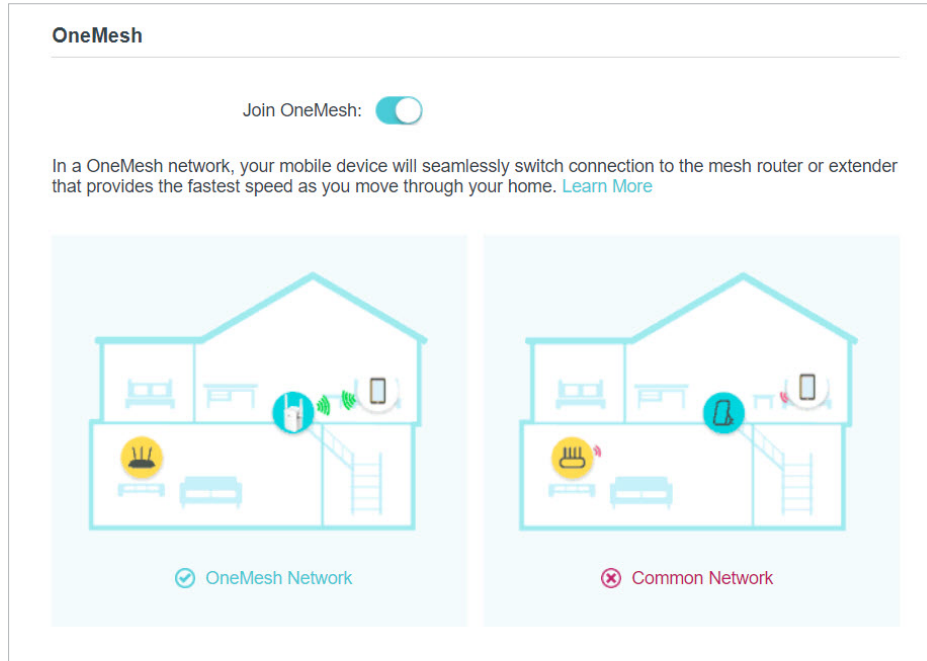 OneMesh
Join OneMesh:
In a OneMesh network, your mobile device will seamlessly switch connection to the mesh router or extender
that provides the fastest speed as you move through your home. Learn More
OneMesh Network
Common Network